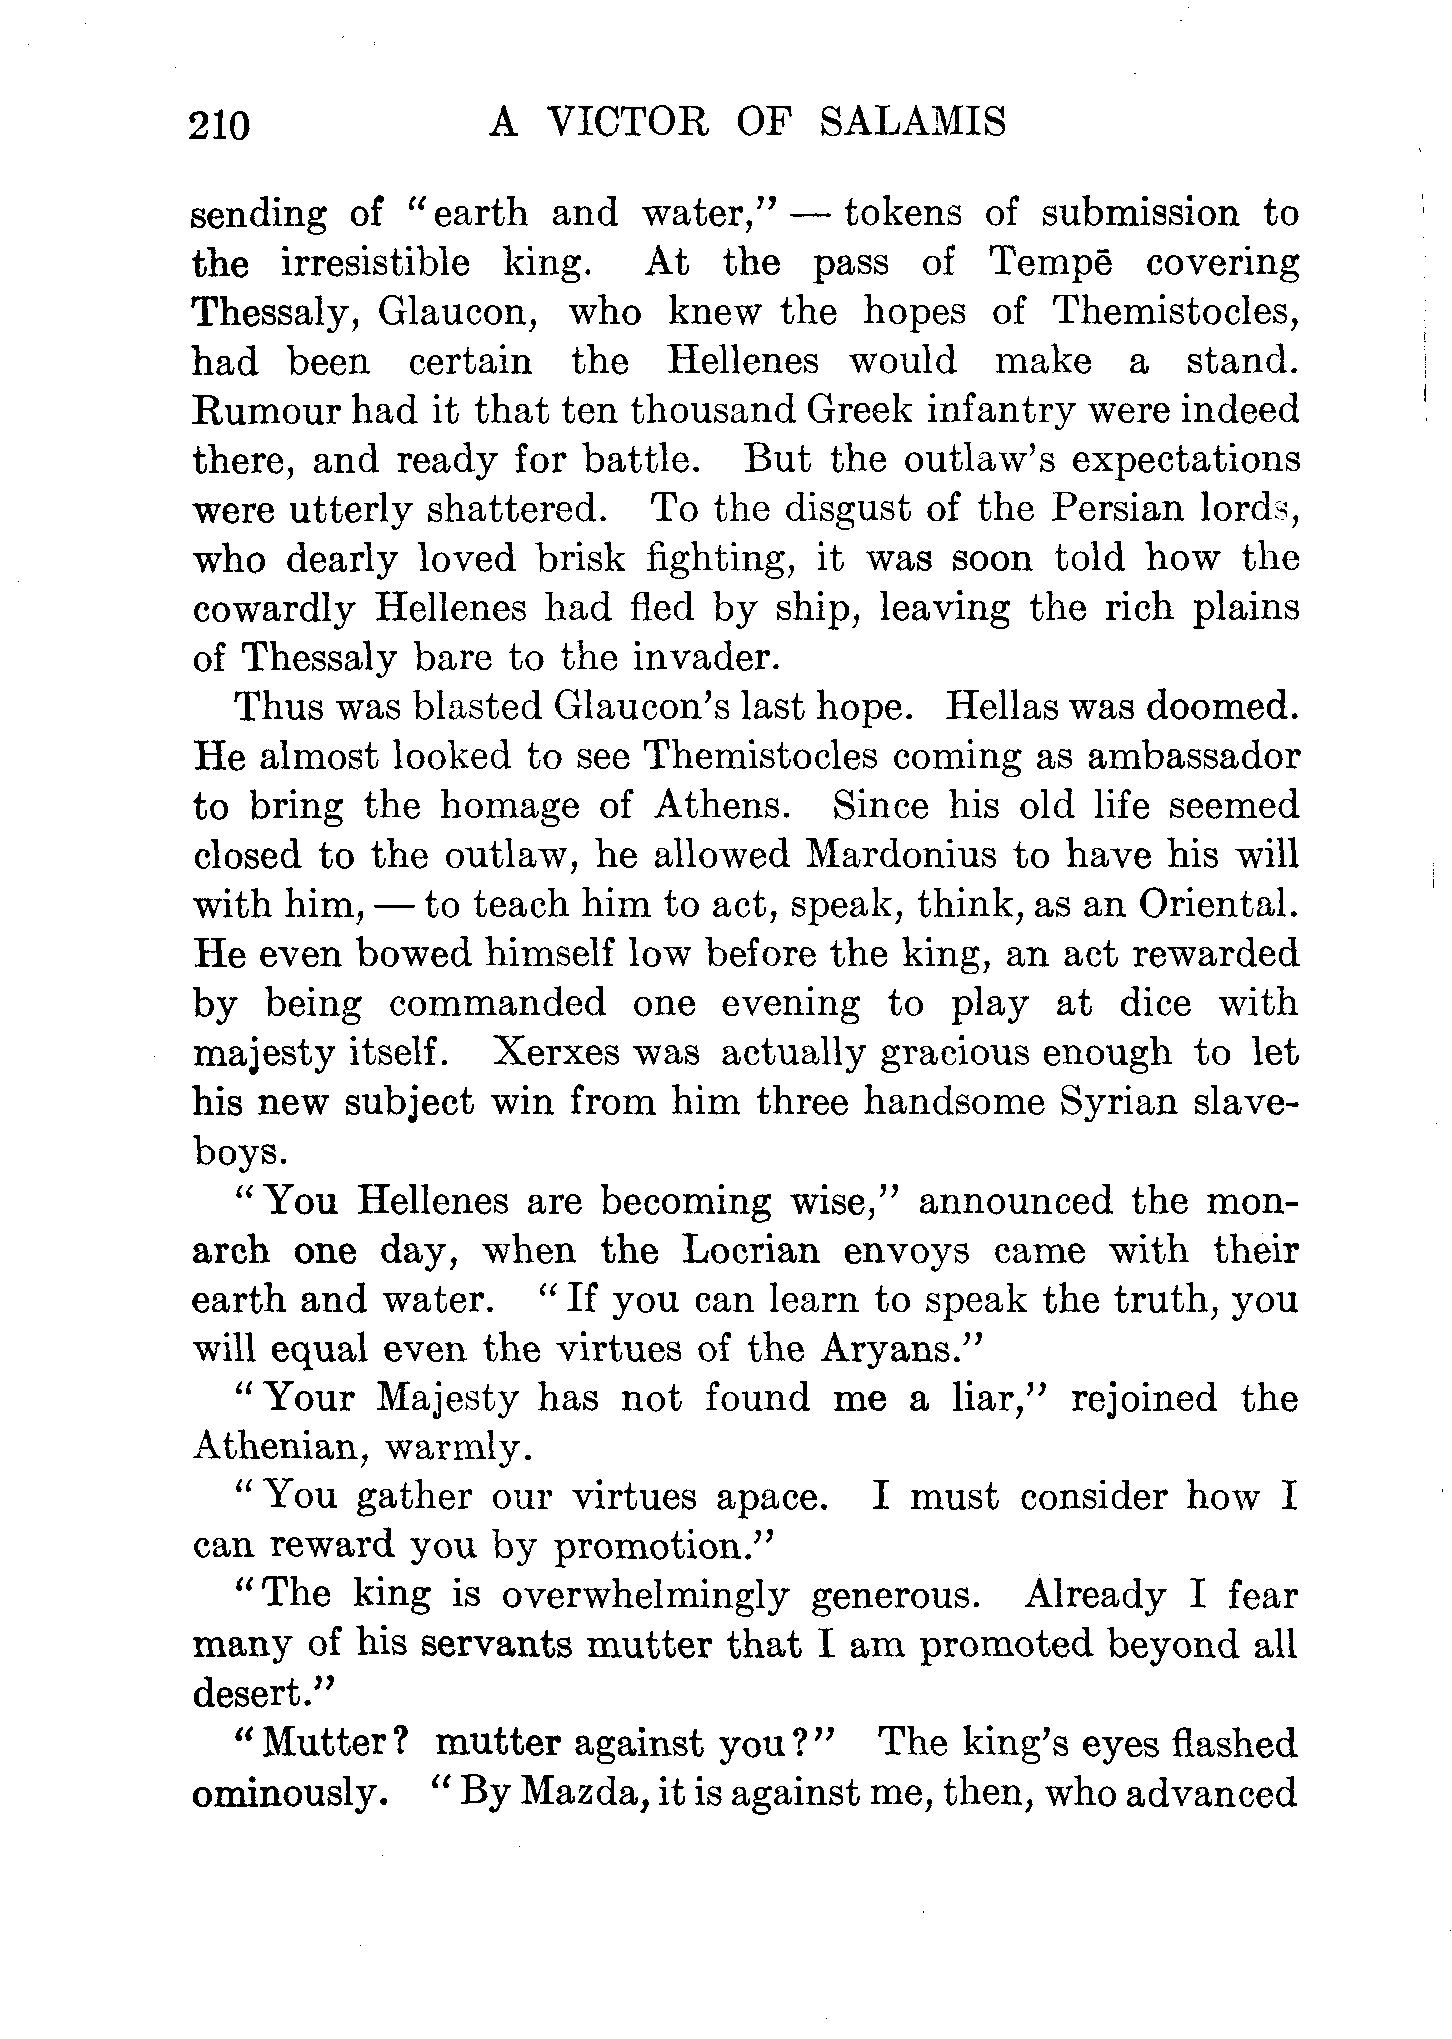 210 A VICTOR OF SALAMIS
sending of "earth and water," — tokens of submission to
the irresistible king. At the pass of Tempē covering
Thessaly, Glaucon, who knew the hopes of Themistocles,
had been certain the Hellenes would make a stand.
Rumour had it that ten thousand Greek infantry were indeed
there, and ready for battle. But the outlaw's expectations
were utterly shattered. To the disgust of the Persian lords,
who dearly loved brisk fighting, it was soon told how the
cowardly Hellenes had fled by ship, leaving the rich plains
of Thessaly bare to the invader.
Thus was blasted Glaucon's last hope. Hellas was doomed.
He almost looked to see Themistocles coming as ambassador
to bring the homage of Athens. Since his old life seemed
closed to the outlaw, he allowed Mardonius to have his will
with him, — to teach him to act, speak, think, as an Oriental.
He even bowed himself low before the king, an act rewarded
by being commanded one evening to play at dice with
majesty itself. Xerxes was actually gracious enough to let
his new subject win from him three handsome Syrian slave-
boys.
"You Hellenes are becoming wise," announced the mon-
arch one day, when the Locrian envoys came with their
earth and water. "If you can learn to speak the truth, you
will equal even the virtues of the Aryans."
"Your Majesty has not found me a liar," rejoined the
Athenian, warmly.
"You gather our virtues apace. I must consider how I
can reward you by promotion."
"The king is overwhelmingly generous. Already I fear
many of his servants mutter that I am promoted beyond all
desert."
"Mutter? mutter against you?" The king's eyes flashed
ominously. "By Mazda, it is against me, then, who advanced